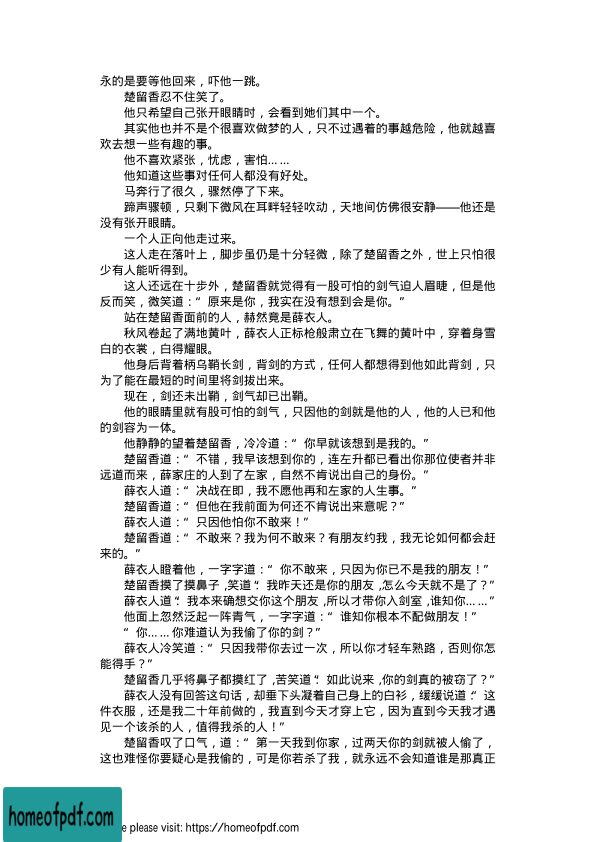 永的是要等他回来，吓他一跳。
楚留香忍不住笑了。
他只希望自己张开眼睛时，会看到她们其中一个。
其实他也并不是个很喜欢做梦的人，只不过遇着的事越危险，他就越喜
欢去想一些有趣的事。
他不喜欢紧张，忧虑，害怕……
他知道这些事对任何人都没有好处。
马奔行了很久，骤然停了下来。
蹄声骤顿，只剩下微风在耳畔轻轻吹动，天地间仿佛很安静——他还是
没有张开眼睛。
一个人正向他走过来。
这人走在落叶上，脚步虽仍是十分轻微，除了楚留香之外，世上只怕很
少有人能听得到。
这人还远在十步外，楚留香就觉得有一股可怕的剑气迫人眉睫，但是他
反而笑，微笑道：“原来是你，我实在没有想到会是你。”
站在楚留香面前的人，赫然竟是薛衣人。
秋风卷起了满地黄叶，薛衣人正标枪般肃立在飞舞的黄叶中，穿着身雪
白的衣裳，白得耀眼。
他身后背着柄乌鞘长剑，背剑的方式，任何人都想得到他如此背剑，只
为了能在最短的时间里将剑拔出来。
现在，剑还未出鞘，剑气却已出鞘。
他的眼睛里就有股可怕的剑气，只因他的剑就是他的人，他的人已和他
的剑容为一体。
他静静的望着楚留香，冷冷道：“你早就该想到是我的。”
楚留香道：“不错，我早该想到你的，连左升都已看出你那位使者并非
远道而来，薛家庄的人到了左家，自然不肯说出自己的身份。”
薛衣人道：“决战在即，我不愿他再和左家的人生事。”
楚留香道：“但他在我前面为何还不肯说出来意呢？”
薛衣人道：“只因他怕你不敢来！”
楚留香道：“不敢来？我为何不敢来？有朋友约我，我无论如何都会赶
来的。”
薛衣人瞪着他，一字字道：“你不敢来，只因为你已不是我的朋友！”
楚留香摸了摸鼻子，笑道：“我昨天还是你的朋友，怎么今天就不是了？”
薛衣人道：“我本来确想交你这个朋友，所以才带你入剑室，谁知你……”
他面上忽然泛起一阵青气，一字字道：“谁知你根本不配做朋友！”
“你……你难道认为我偷了你的剑？”
薛衣人冷笑道：“只因我带你去过一次，所以你才轻车熟路，否则你怎
能得手？”
楚留香几乎将鼻子都摸红了，苦笑道：“如此说来，你的剑真的被窃了？”
薛衣人没有回答这句话，却垂下头凝着自己身上的白衫，缓缓说道：“这
件衣服，还是我二十年前做的，我直到今天才穿上它，因为直到今天我才遇
见一个该杀的人，值得我杀的人！”
楚留香叹了口气，道：“第一天我到你家，过两天你的剑就被人偷了，
这也难怪你要疑心是我偷的，可是你若杀了我，就永远不会知道谁是那真正
homeofpdf.com
e please visit: https://homeofpdf.com